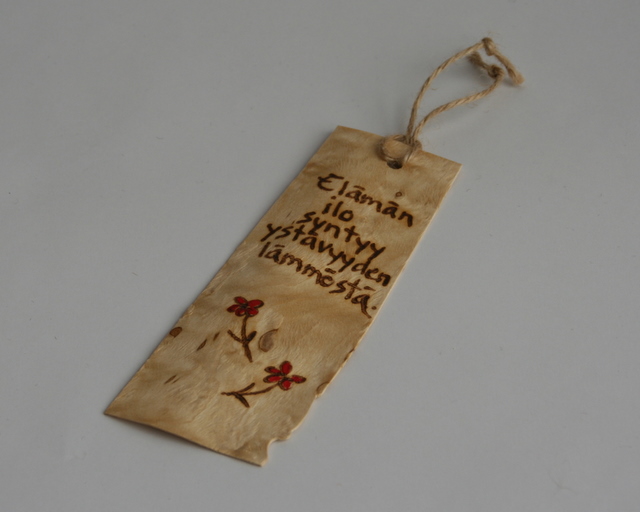 Elämän
ilo
syntyy
ystävyyden
lämmöstä.